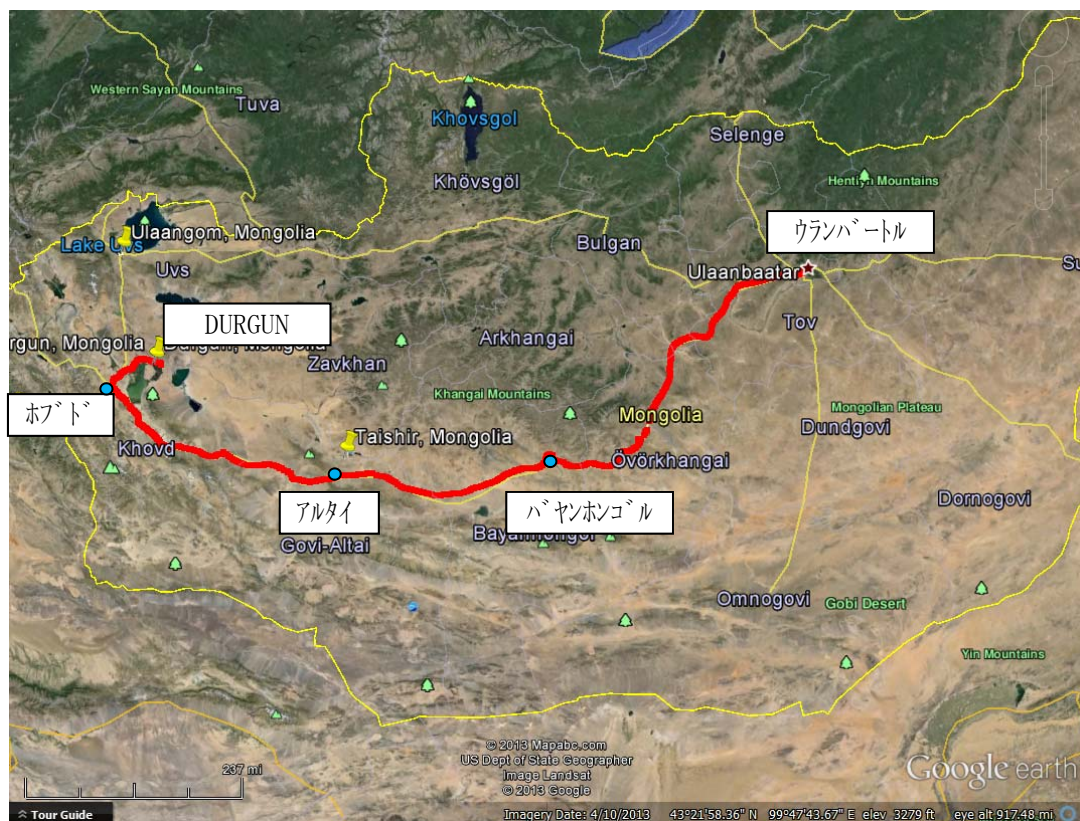 Western Sayan Mountains
Tuva
Khovsgol
Khövsgöl
Selenge
Hentiyn Mountains
Ulaangom, Mongolia
Lake Uvs
Uvs
Bulgan
ウランバートル
Ulaanbaatar
Su
Tov
DURGUN
rgun, Mongolia
Durgun, Mongolia
Zavkhan
Arkhangai
Khangai Mountains
ホブド
Mongolia
Mongolian Plateau
Dundgovi
Khovd
Taishir, Mongolia
Övörkhangai
アルタイ
バヤンホンゴル
Govi-Altai
Bayanhongor
Dornogovi
Omnogovi
Gobi Desert
Yin Mountains
© 2013 Mapabc.com
US Dept of State Geographer
Image Landsat
© 2013 Google
Google earth
237 mi
Tour Guide
Imagery Date: 4/10/2013 43°21'58.36" N 99°47'43.67" E elev 3279 ft eye alt 917.48 mi